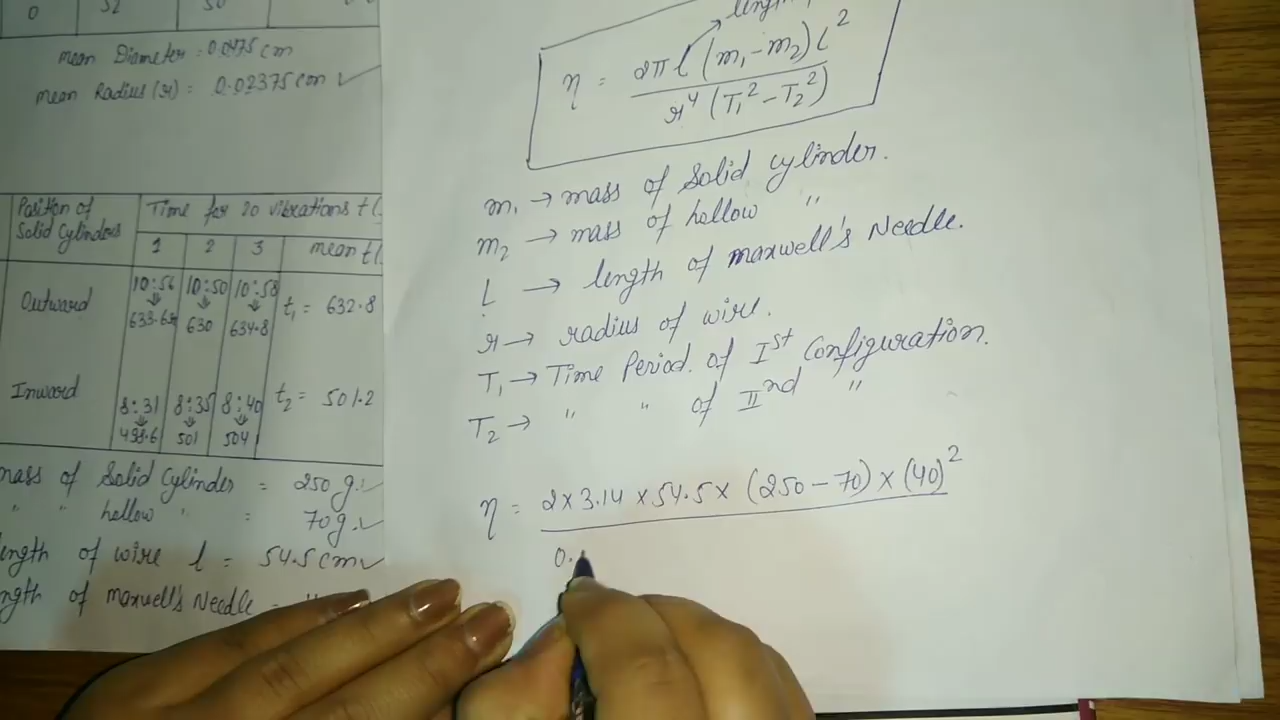 0 52 50
mean Diameter = 0.0475 cm
mean Radius (r) = 0.02375 cm ✓
Position of Solid Cylinders
Time for 20 vibrations t(
1 2 3 mean t(
Outward
10:56 10:50 10:58
↓ ↓ ↓
630 634.8
t₁ = 632.8
Inward
8:31 8:35 8:40
↓ ↓ ↓
498.6 501 504
t₂ = 501.2
mass of Solid Cylinder = 250 g. ✓
" " hollow " = 70 g. ✓
length of wire l = 54.5 cm ✓
ngth of maxwell's Needle =
length
η = 2πl (m₁ - m₂) L² / r⁴ (T₁² - T₂²)
m₁ → mass of Solid cylinder.
m₂ → mass of hollow "
L → length of maxwell's Needle.
r → radius of wire.
T₁ → Time Period. of Ist Configuration.
T₂ → " " of IInd "
η = 2 x 3.14 x 54.5 x (250 - 70) x (40)²
0.